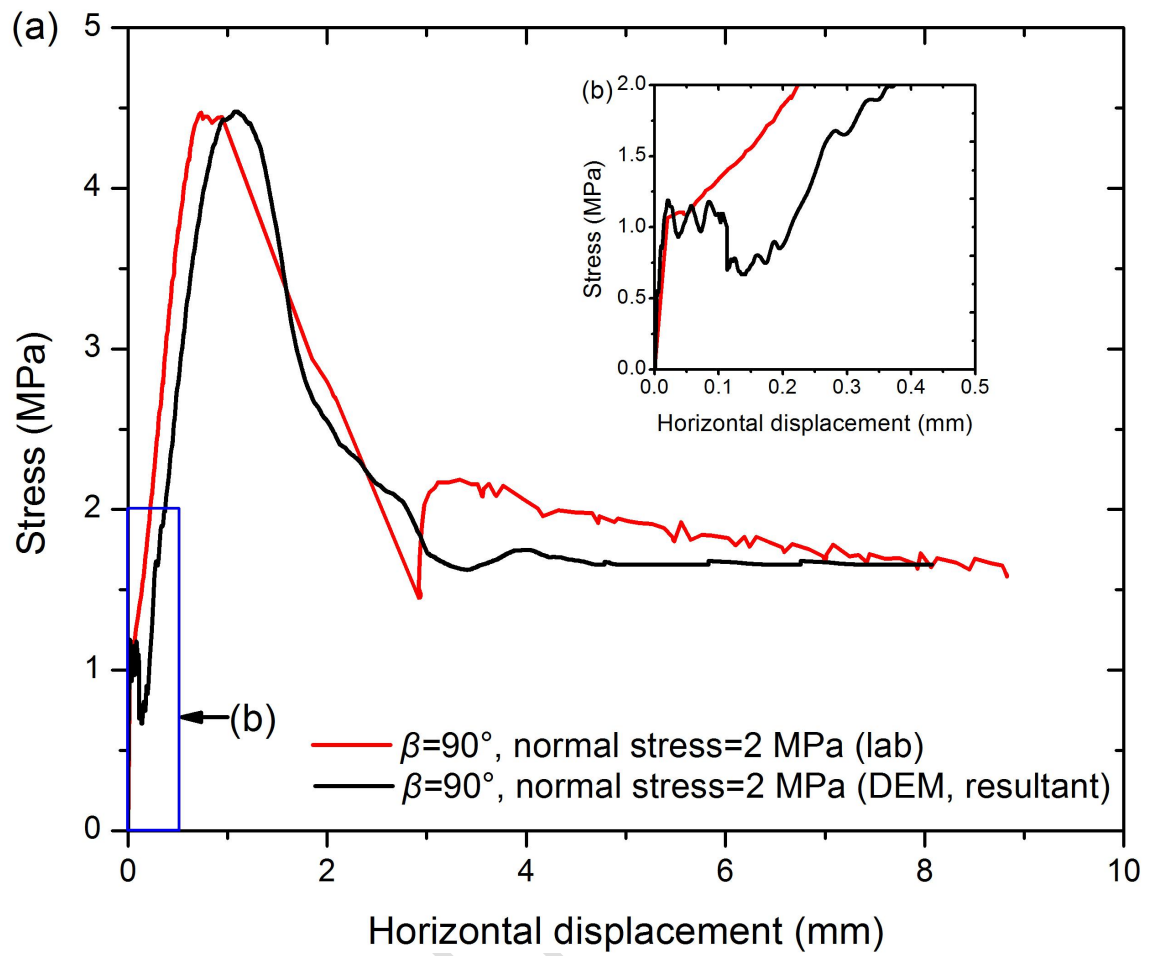 (a)
5
4
3
2
1
0
Stress (MPa)
0 2 4 6 8 10
Horizontal displacement (mm)
(b)
2.0
1.5
1.0
0.5
0.0
Stress (MPa)
0.0 0.1 0.2 0.3 0.4 0.5
Horizontal displacement (mm)
(b)
β=90°, normal stress=2 MPa (lab)
β=90°, normal stress=2 MPa (DEM, resultant)